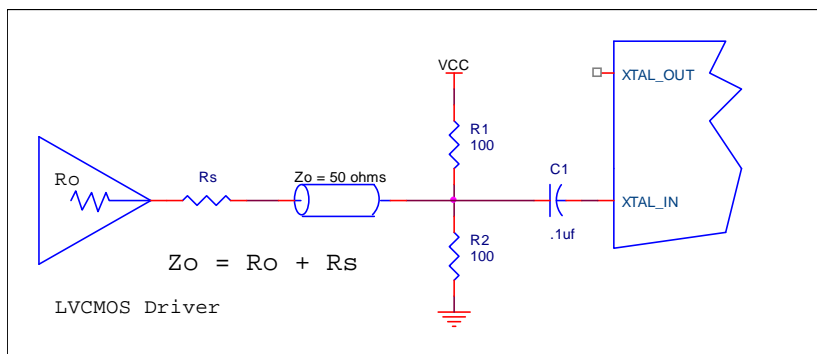 VCC
XTAL_OUT
R1
100
Ro
Rs
Zo = 50 ohms
C1
XTAL_IN
.1uf
R2
100
Zo = Ro + Rs
LVCMOS Driver